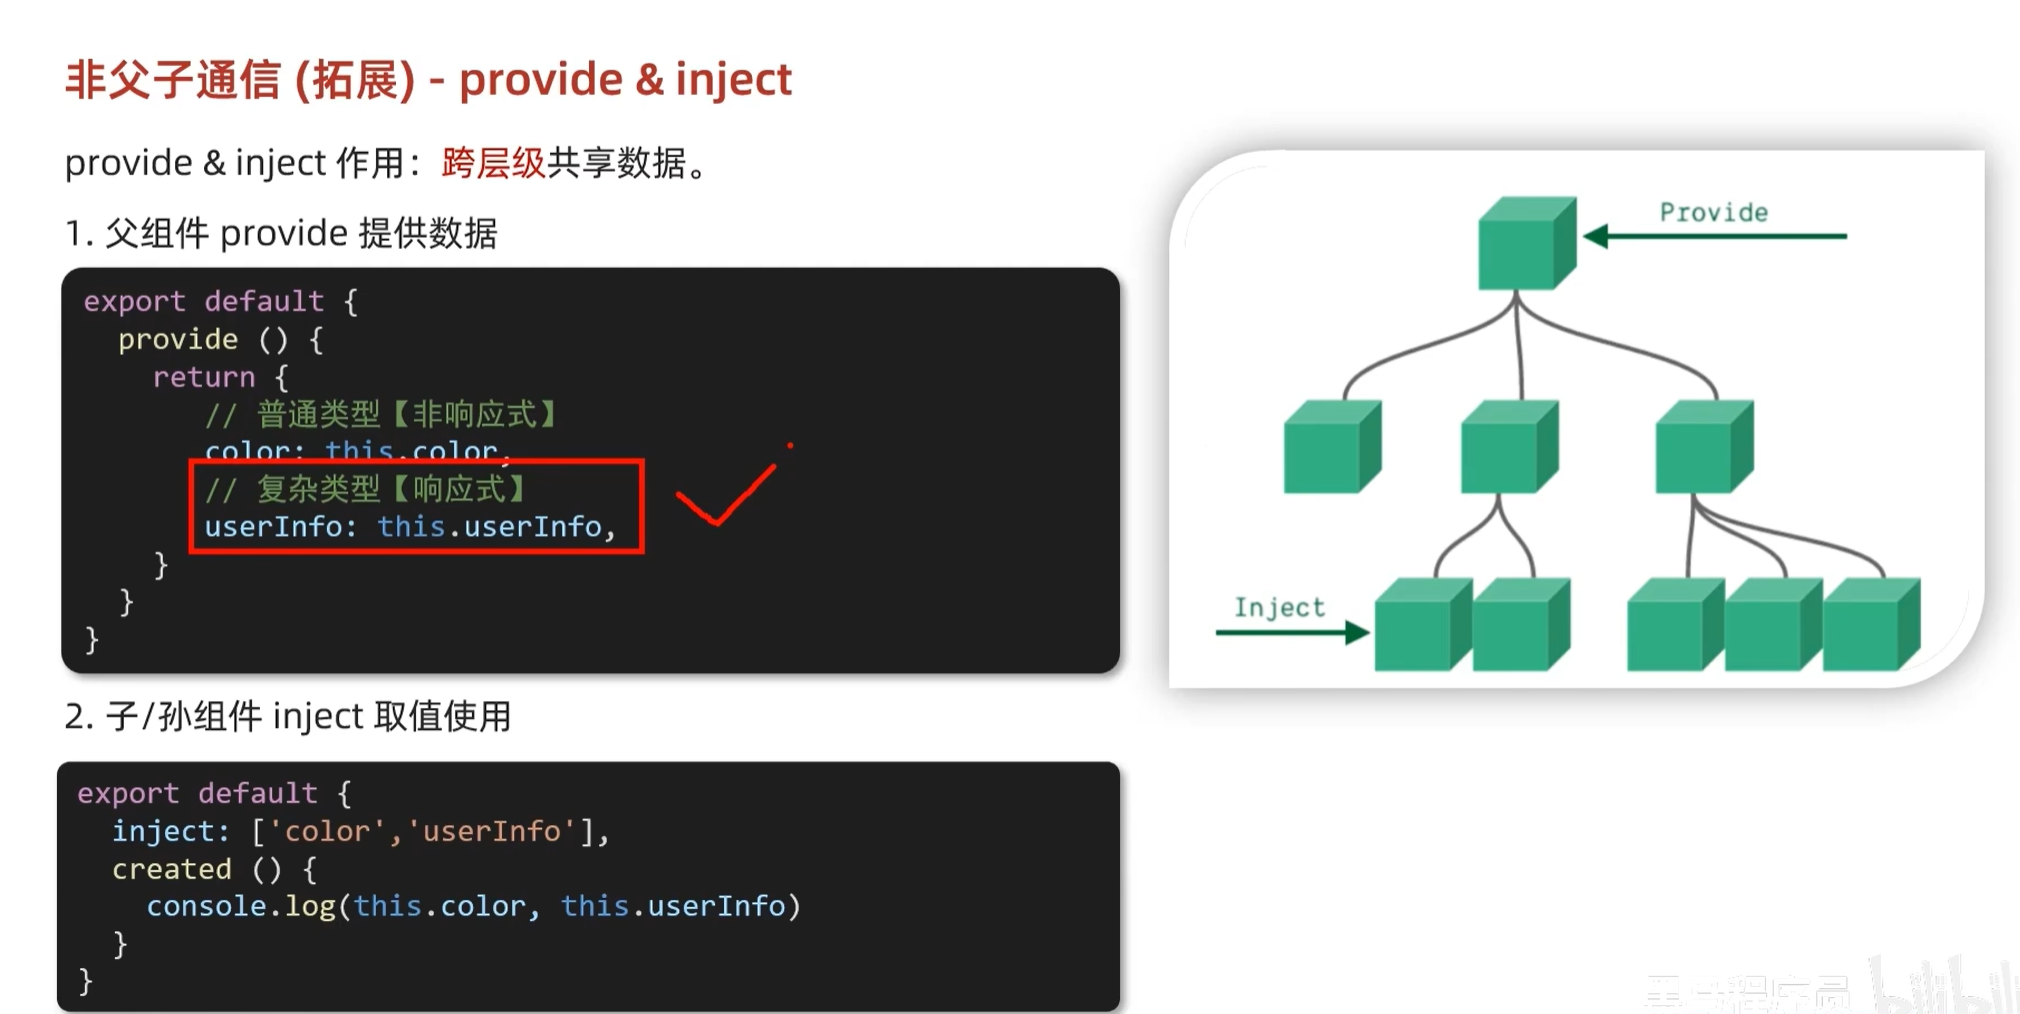 非父子通信 (拓展) - provide & inject
provide & inject 作用：跨层级共享数据。
1. 父组件 provide 提供数据
export default {
  provide () {
    return {
       // 普通类型【非响应式】
       color: this.color,
       // 复杂类型【响应式】
       userInfo: this.userInfo,
    }
  }
}
2. 子/孙组件 inject 取值使用
export default {
  inject: ['color','userInfo'],
  created () {
    console.log(this.color, this.userInfo)
  }
}
Provide
Inject
程序员
bilibili